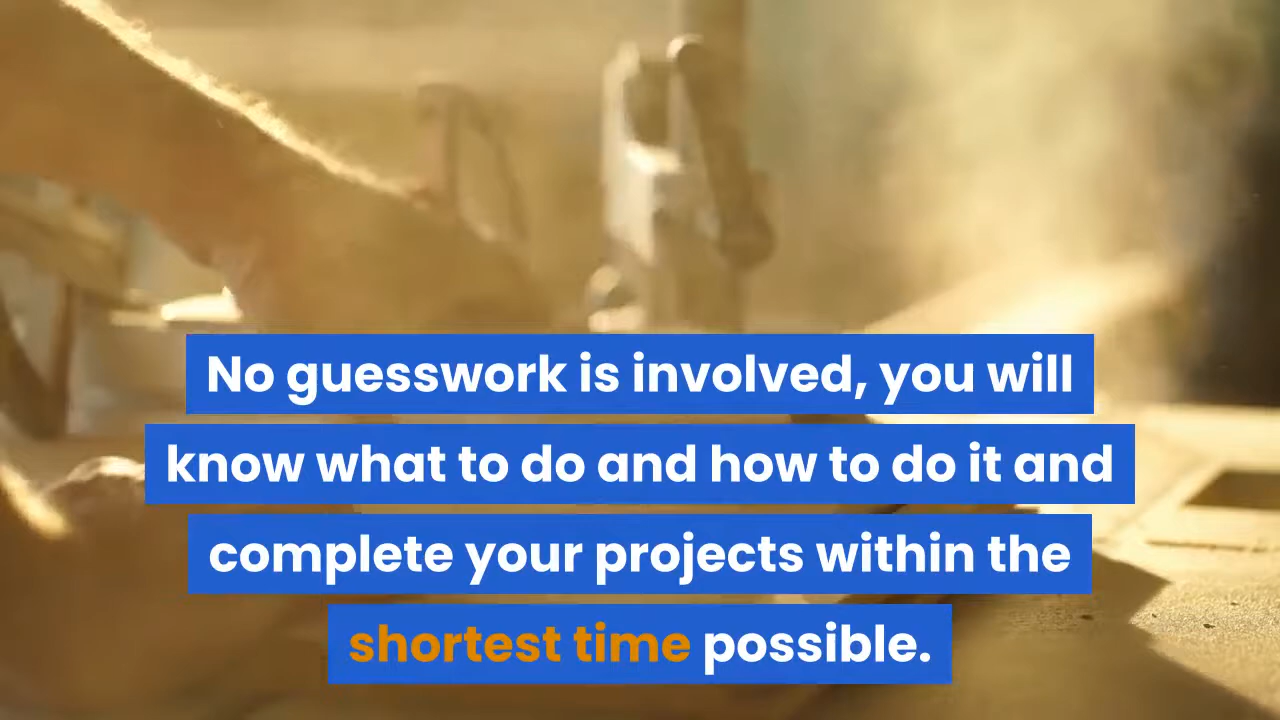 No guesswork is involved, you will
know what to do and how to do it and
complete your projects within the
shortest time possible.